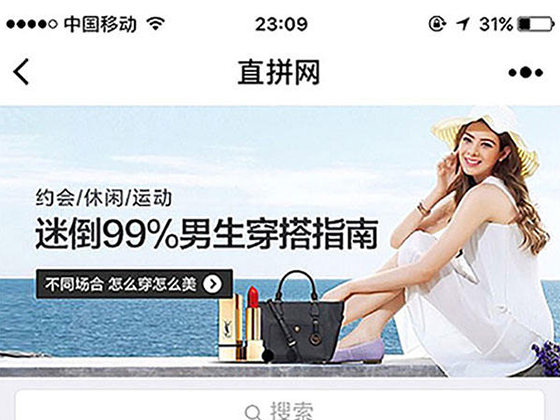 中国移动 23:09 31%
直拼网
约会/休闲/运动
迷倒99%男生穿搭指南
不同场合 怎么穿怎么美
YSL
搜索